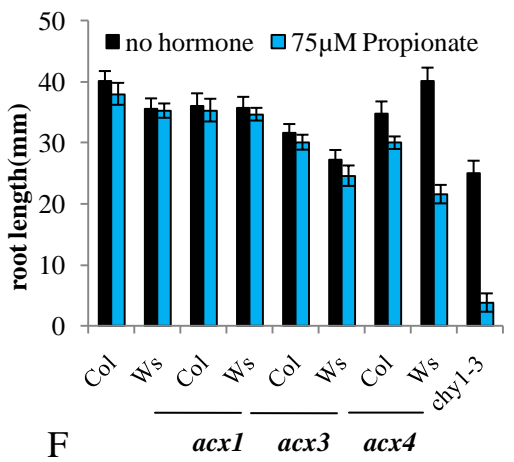 no hormone 75µM Propionate
root length(mm)
50
40
30
20
10
0
Col Ws Col Ws Col Ws Col Ws chy1-3
acx1 acx3 acx4
F